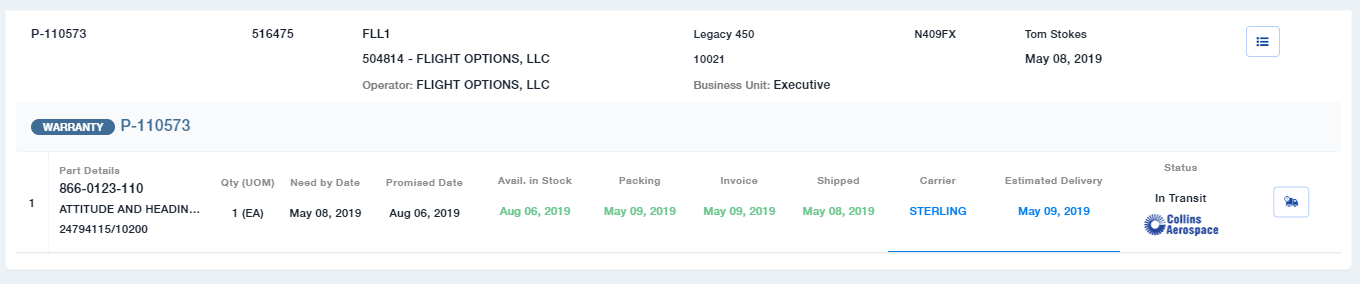 P-110573 516475 FLL1 Legacy 450 N409FX Tom Stokes
504814 - FLIGHT OPTIONS, LLC 10021 May 08, 2019
Operator: FLIGHT OPTIONS, LLC Business Unit: Executive
WARRANTY P-110573
1
Part Details
866-0123-110
ATTITUDE AND HEADIN...
24794115/10200
Qty (UOM)
1 (EA)
Need by Date
May 08, 2019
Promised Date
Aug 06, 2019
Avail. in Stock
Aug 06, 2019
Packing
May 09, 2019
Invoice
May 09, 2019
Shipped
May 08, 2019
Carrier
STERLING
Estimated Delivery
May 09, 2019
Status
In Transit
Collins
Aerospace